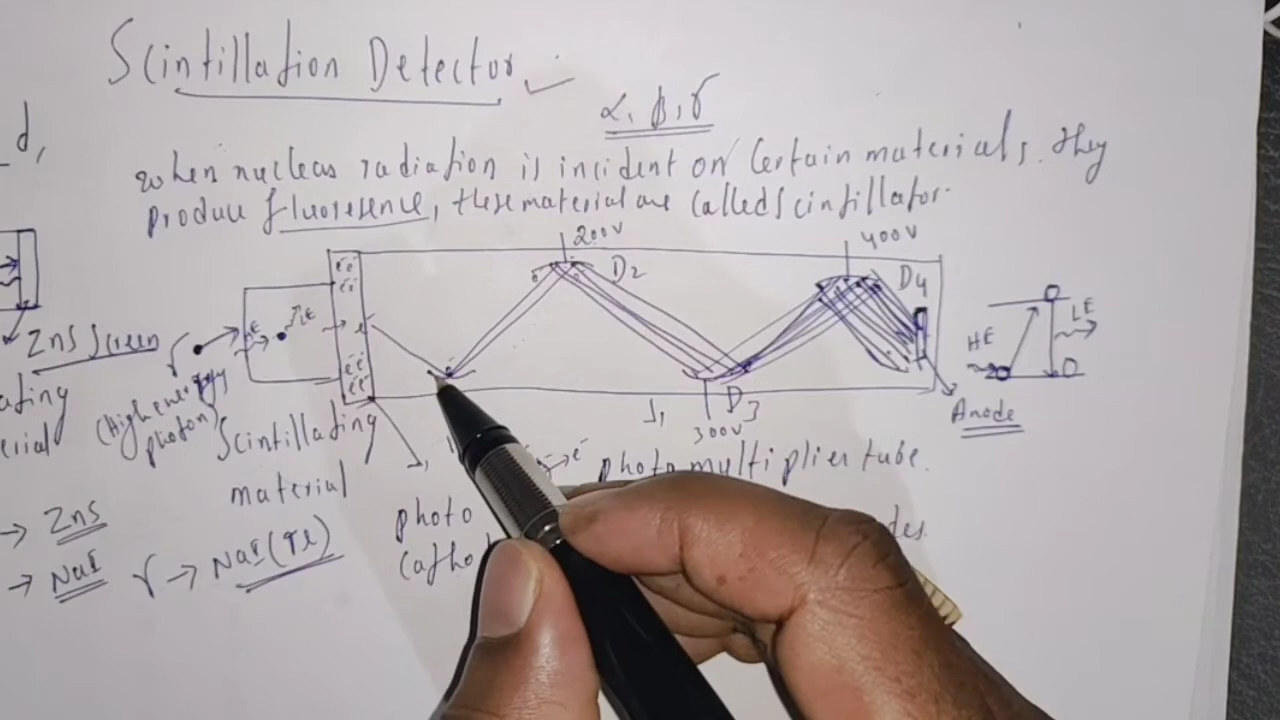 Scintillation Detector
α, β, γ
d,
When nuclear radiation is incident on Certain materials, they
produce fluoresence, these material are called Scintillator.
200V
400V
D2
D4
ZnS Screen
HE
LE
(High energy
photon)
D3
300V
Anode
Scintillating
material
photo multiplier tube.
photo
ZnS
NaI
γ → NaI(Tl)